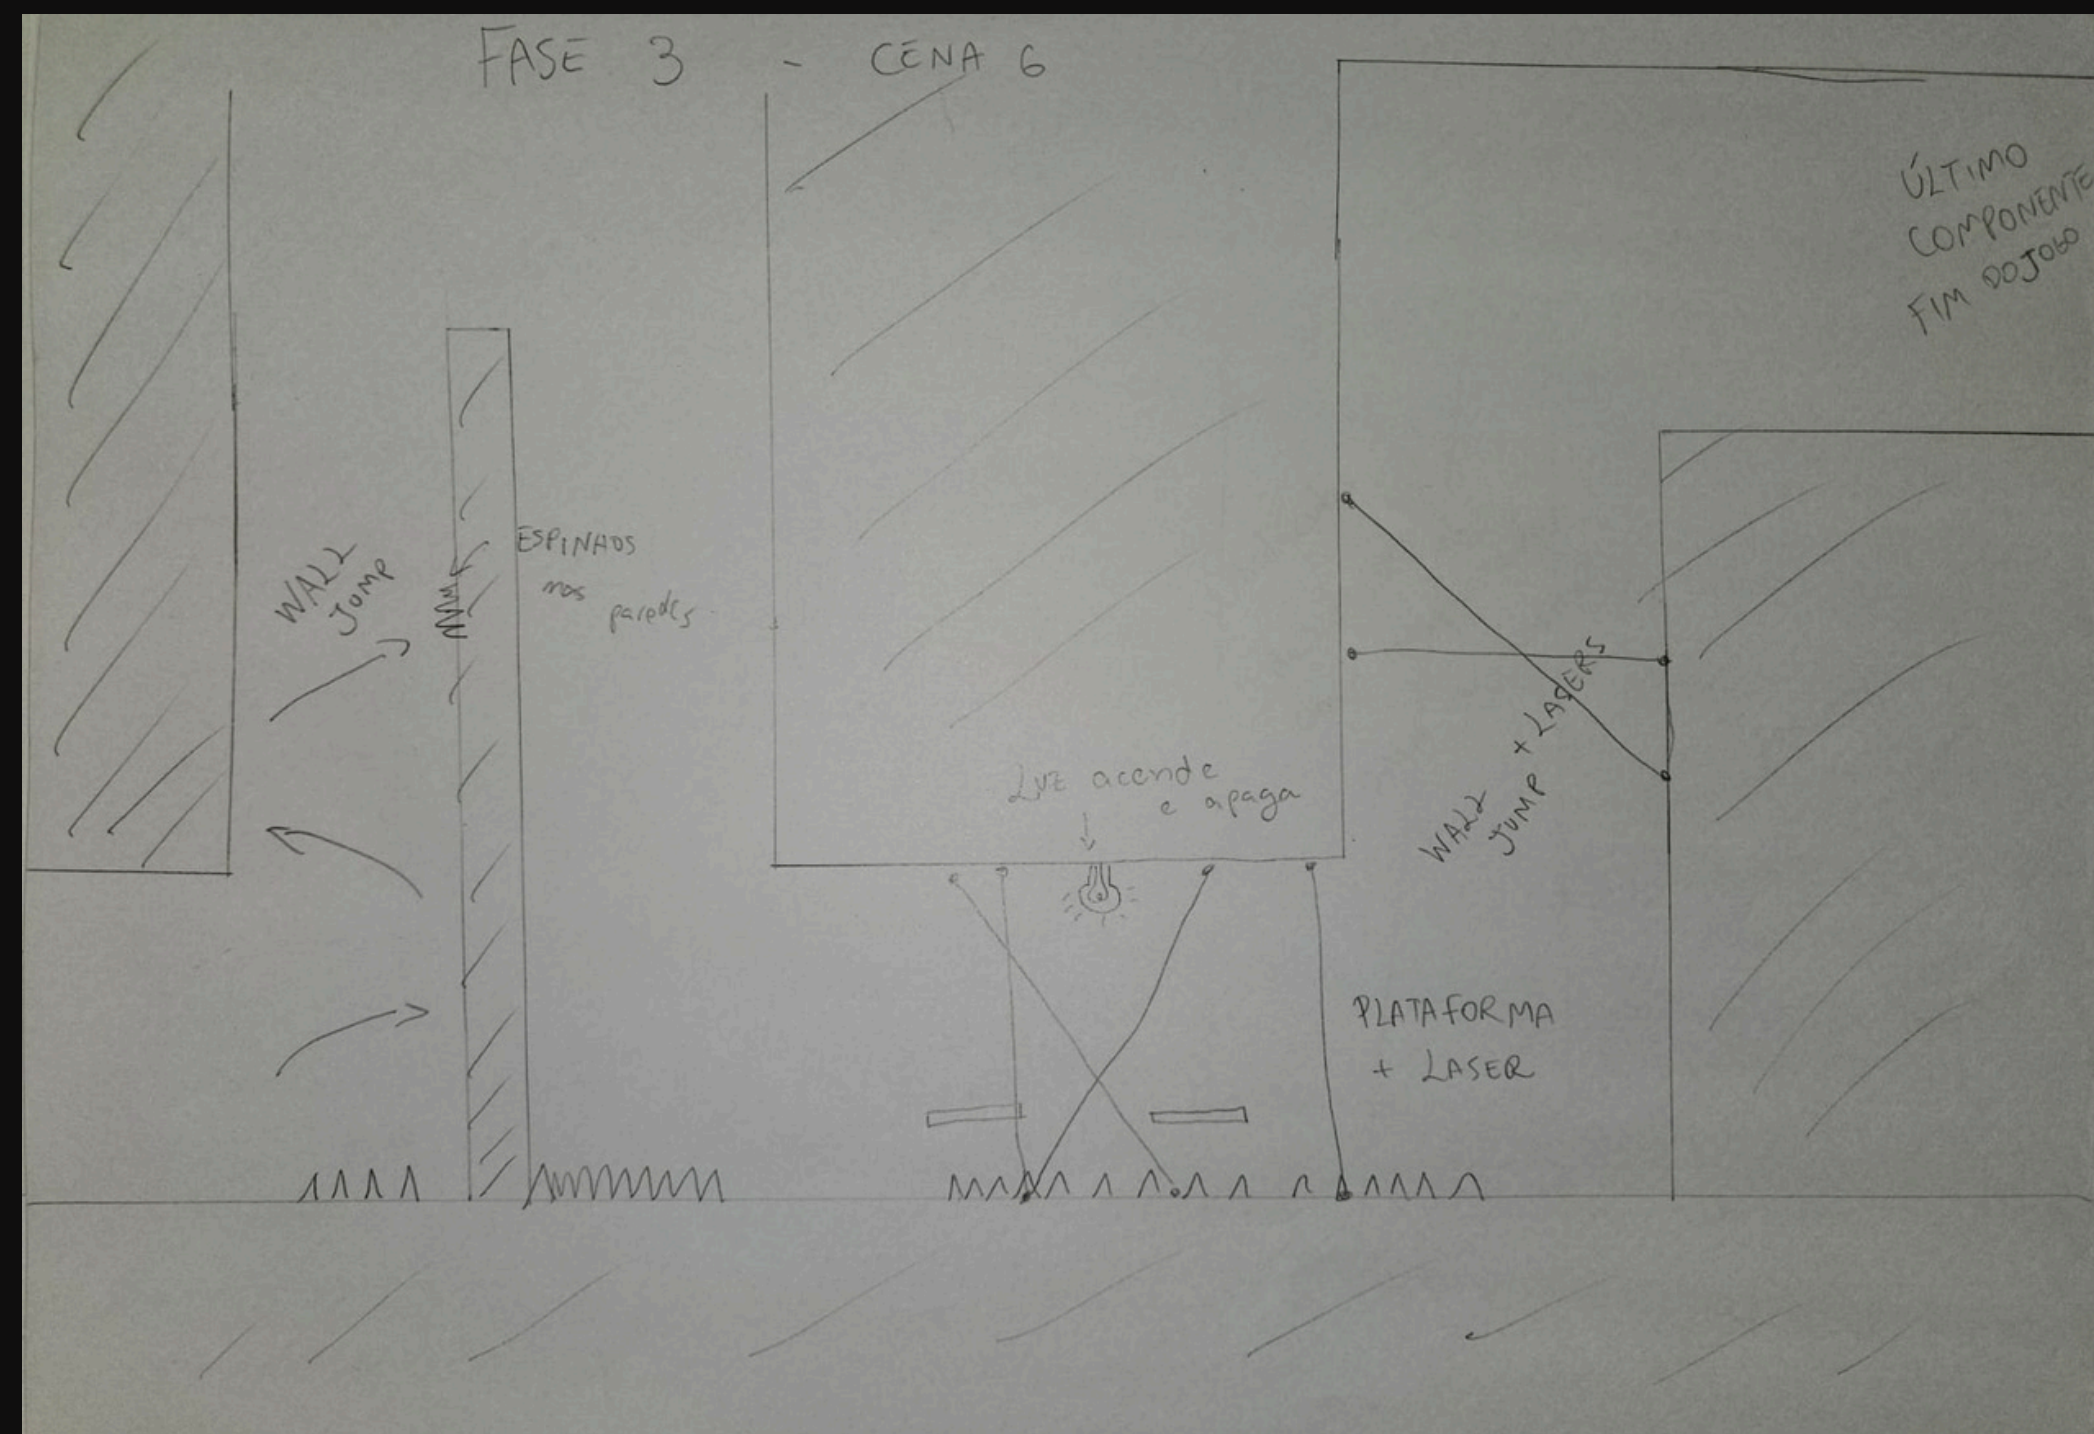 FASE 3 - CENA 6
ÚLTIMO
COMPONENTE
FIM DO JOGO
WALL
JUMP
ESPINHOS
nas
paredes
WALL
JUMP + LASERS
Luz acende
e apaga
PLATAFORMA
+ LASER